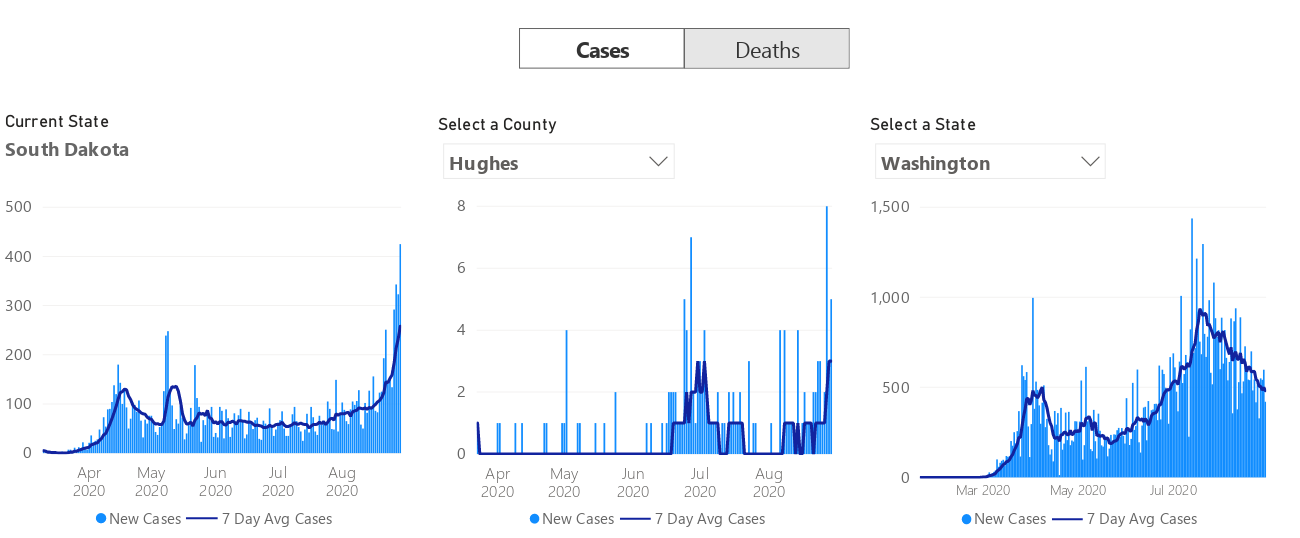 Cases Deaths
Current State
South Dakota
500
400
300
200
100
0
Apr 2020
May 2020
Jun 2020
Jul 2020
Aug 2020
New Cases 7 Day Avg Cases
Select a County
Hughes
8
6
4
2
0
Apr 2020
May 2020
Jun 2020
Jul 2020
Aug 2020
New Cases 7 Day Avg Cases
Select a State
Washington
1,500
1,000
500
0
Mar 2020 May 2020 Jul 2020
New Cases 7 Day Avg Cases